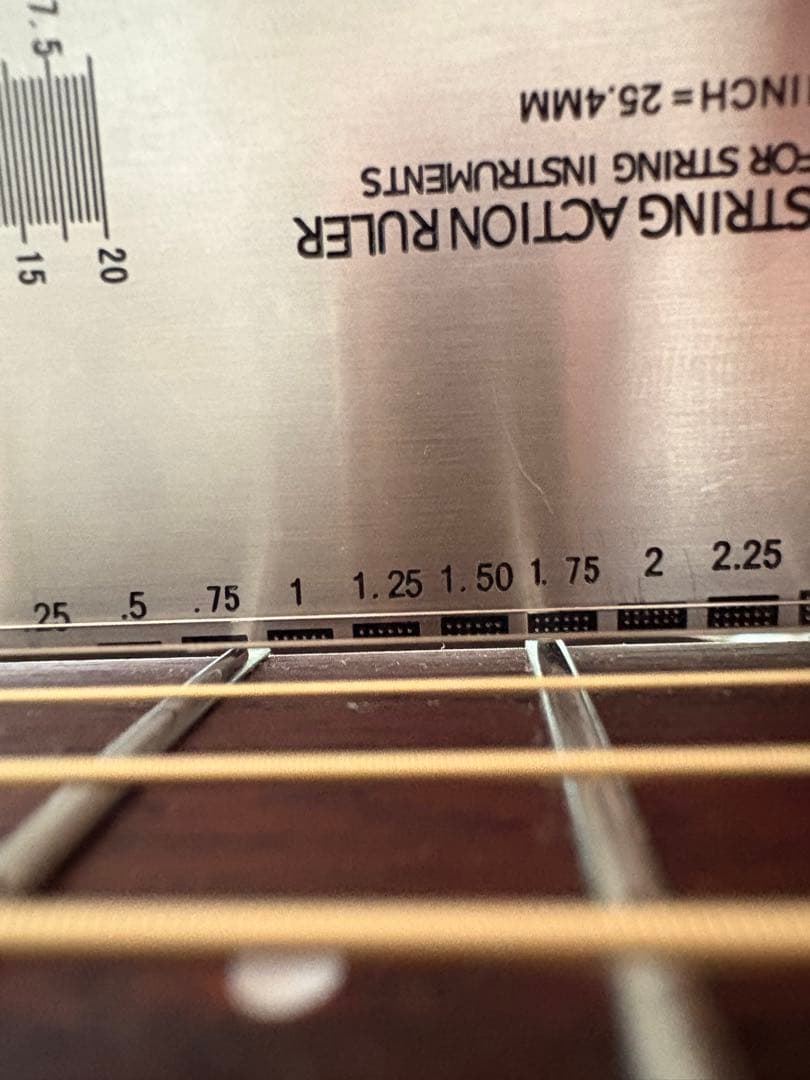 7.5
15
20
1 INCH = 25.4MM
FOR STRING INSTRUMENTS
STRING ACTION RULER
.25 .5 .75 1 1.25 1.50 1.75 2 2.25